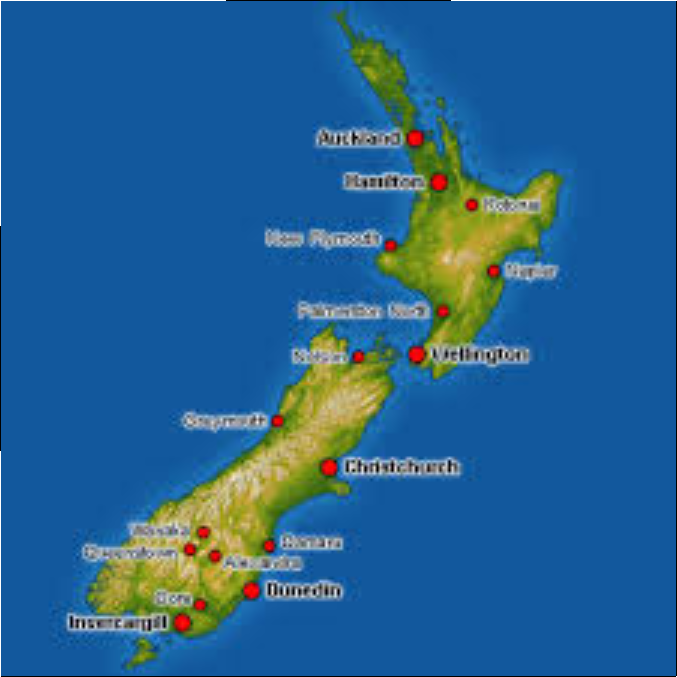 Auckland
Hamilton
Rotorua
New Plymouth
Napier
Palmerston North
Wellington
Nelson
Greymouth
Christchurch
Wanaka
Oamaru
Queenstown
Alexandra
Dunedin
Gore
Invercargill